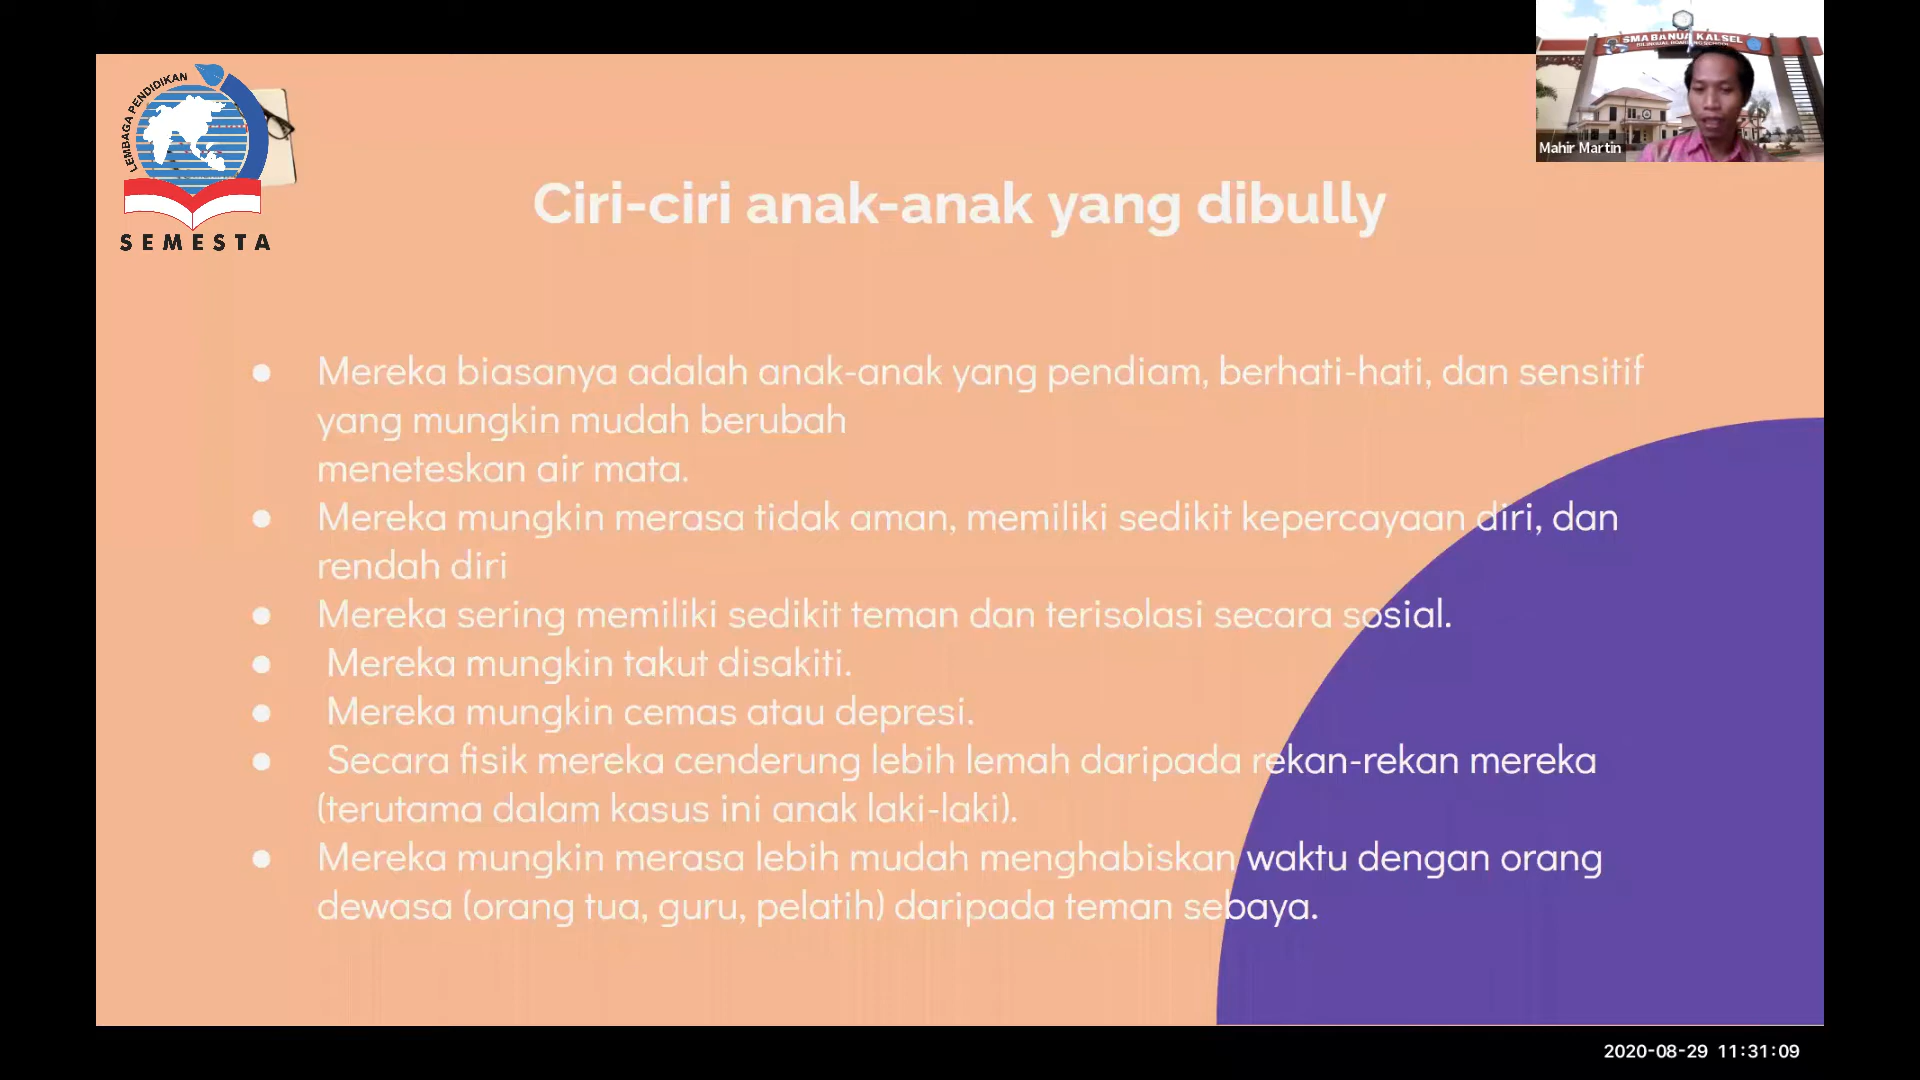 LEMBAGA PENDIDIKAN
SEMESTA
SMA BANUA KALSEL
BILINGUAL BOARDING SCHOOL
Mahir Martin
Ciri-ciri anak-anak yang dibully
● Mereka biasanya adalah anak-anak yang pendiam, berhati-hati, dan sensitif
yang mungkin mudah berubah
meneteskan air mata.
● Mereka mungkin merasa tidak aman, memiliki sedikit kepercayaan diri, dan
rendah diri
● Mereka sering memiliki sedikit teman dan terisolasi secara sosial.
● Mereka mungkin takut disakiti.
● Mereka mungkin cemas atau depresi.
● Secara fisik mereka cenderung lebih lemah daripada rekan-rekan mereka
(terutama dalam kasus ini anak laki-laki).
● Mereka mungkin merasa lebih mudah menghabiskan waktu dengan orang
dewasa (orang tua, guru, pelatih) daripada teman sebaya.
2020-08-29 11:31:09